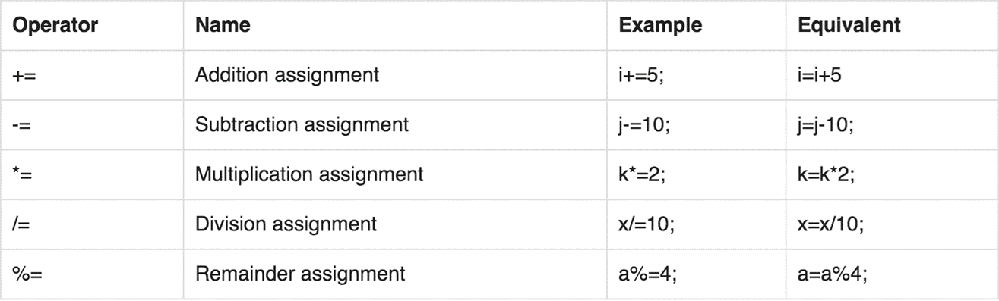 Operator Name Example Equivalent
+= Addition assignment i+=5; i=i+5
-= Subtraction assignment j-=10; j=j-10;
*= Multiplication assignment k*=2; k=k*2;
/= Division assignment x/=10; x=x/10;
%= Remainder assignment a%=4; a=a%4;